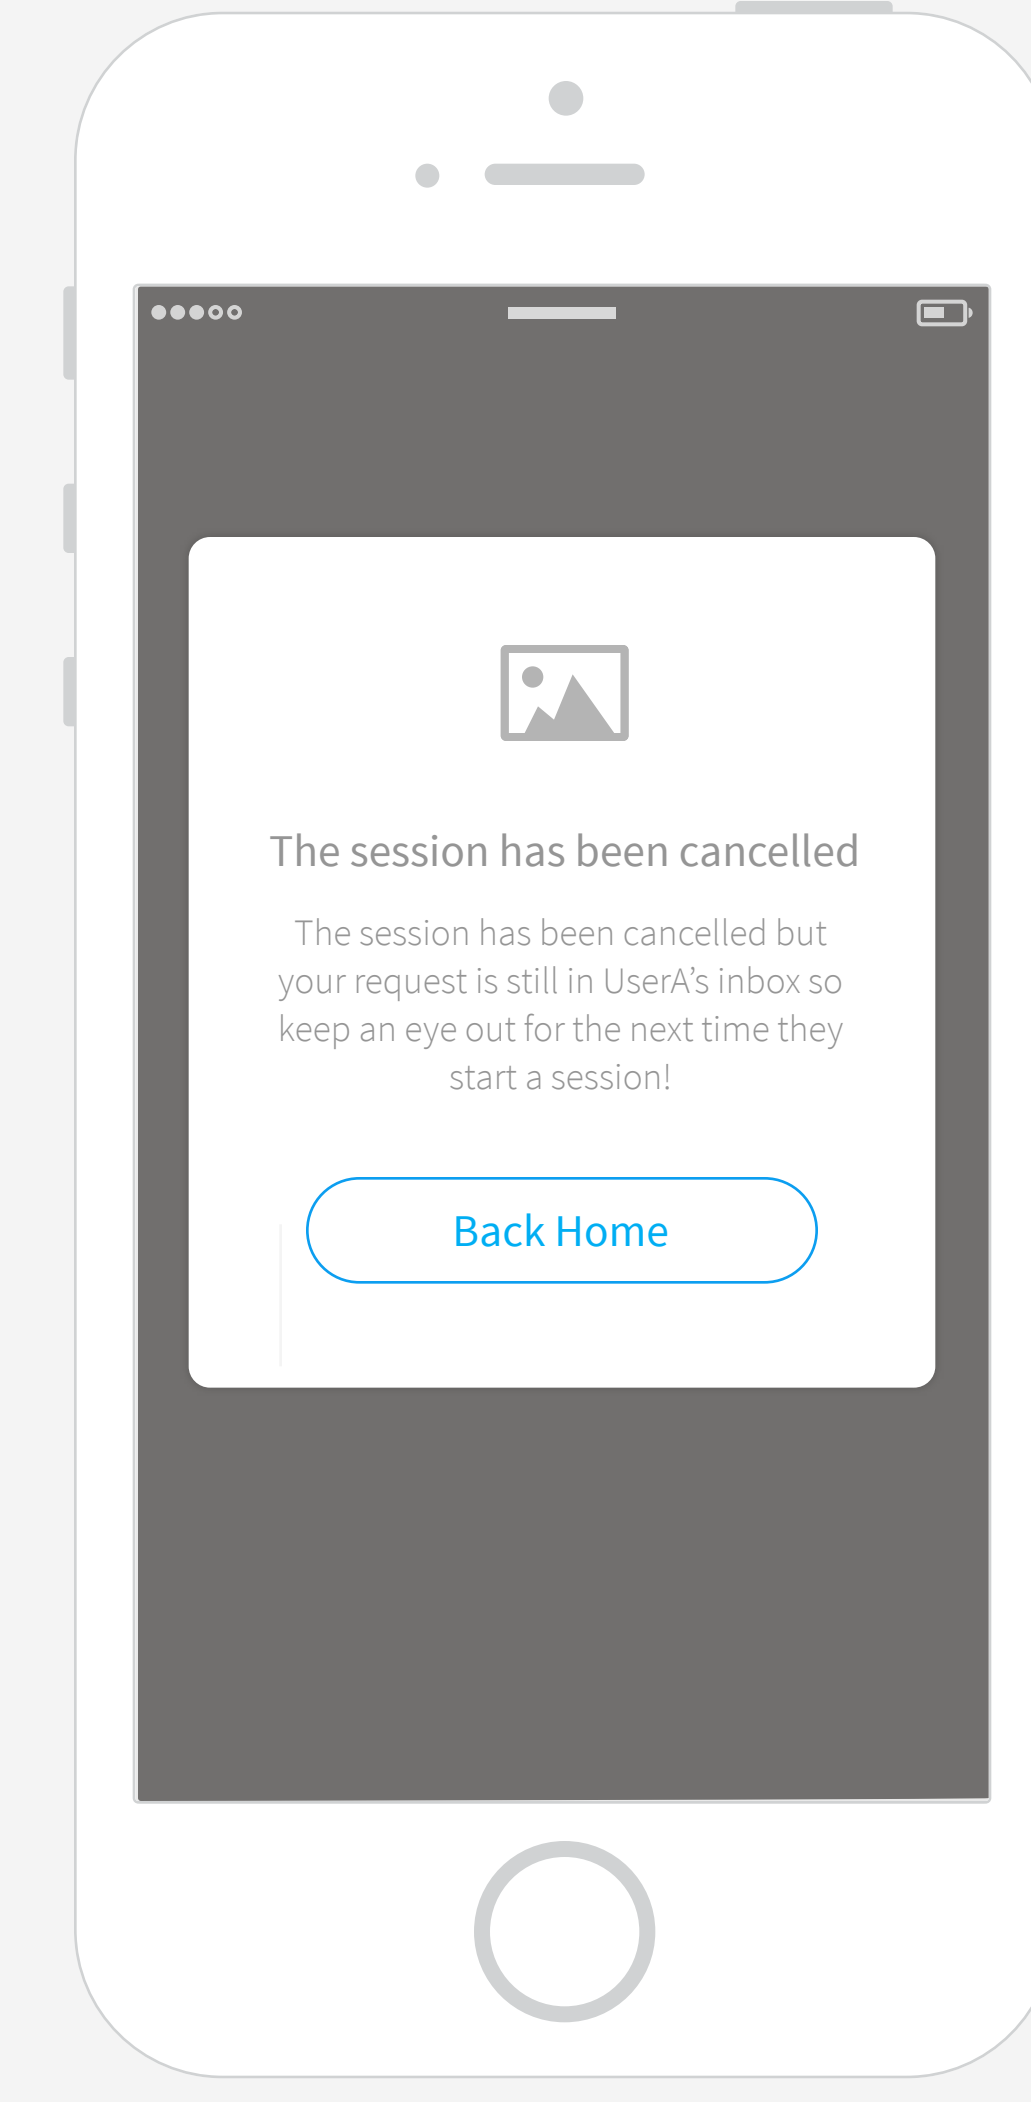 The session has been cancelled
The session has been cancelled but
your request is still in UserA’s inbox so
keep an eye out for the next time they
start a session!
Back Home